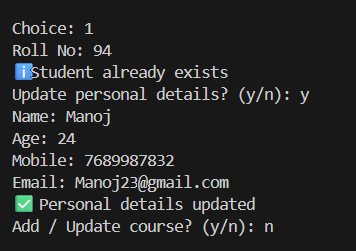 Choice: 1
Roll No: 94
ℹ️Student already exists
Update personal details? (y/n): y
Name: Manoj
Age: 24
Mobile: 7689987832
Email: Manoj23@gmail.com
✅ Personal details updated
Add / Update course? (y/n): n